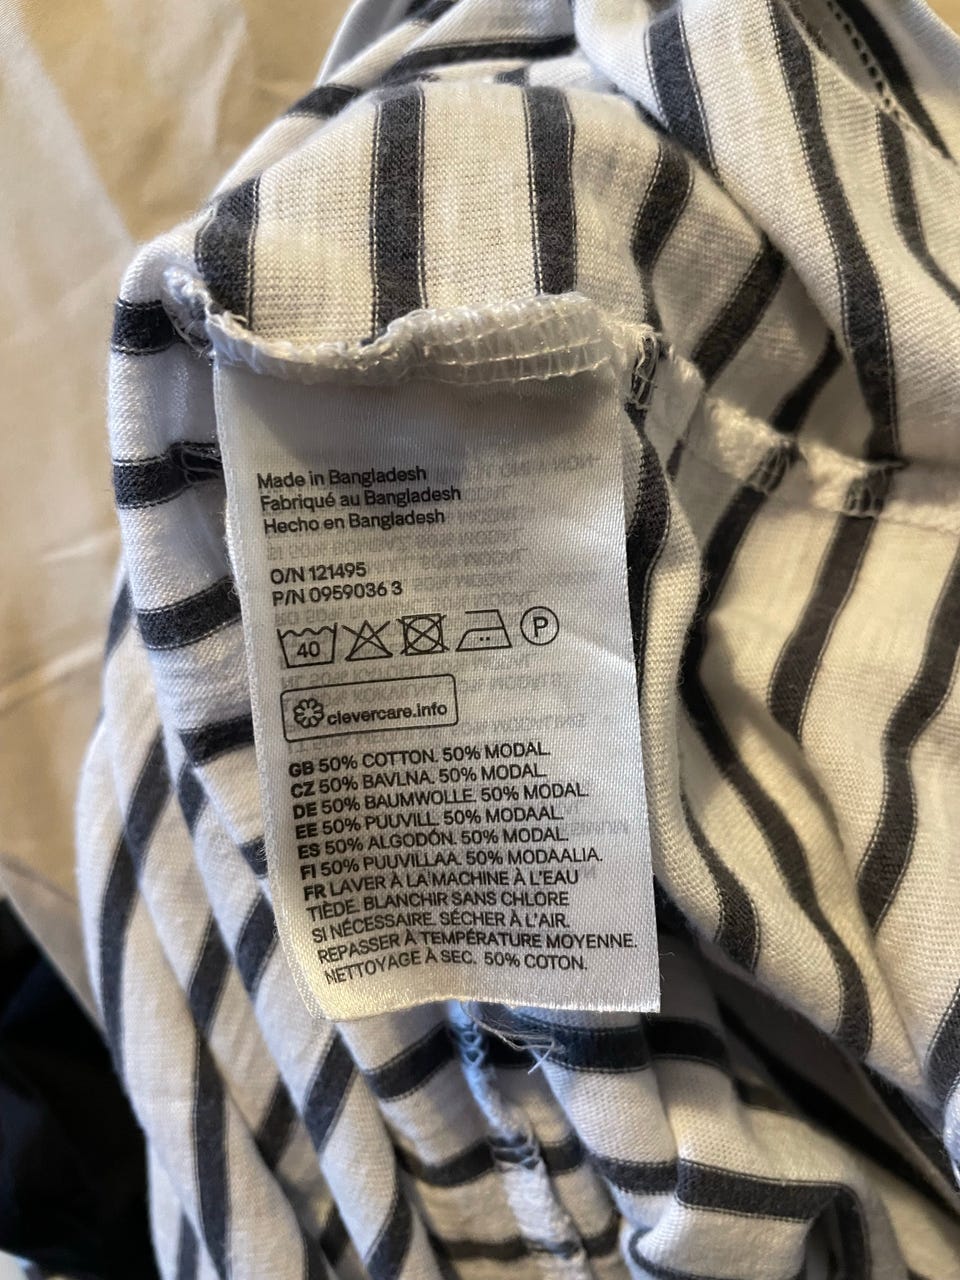 Made in Bangladesh
Fabriqué au Bangladesh
Hecho en Bangladesh
O/N 121495
P/N 0959036 3
40 P
clevercare.info
GB 50% COTTON. 50% MODAL.
CZ 50% BAVLNA. 50% MODAL.
DE 50% BAUMWOLLE. 50% MODAL.
EE 50% PUUVILL. 50% MODAAL.
ES 50% ALGODÓN. 50% MODAL.
FI 50% PUUVILLAA. 50% MODAALIA.
FR LAVER À LA MACHINE À L'EAU
TIÈDE. BLANCHIR SANS CHLORE
SI NÉCESSAIRE. SÉCHER À L'AIR.
REPASSER À TEMPÉRATURE MOYENNE.
NETTOYAGE À SEC. 50% COTON.